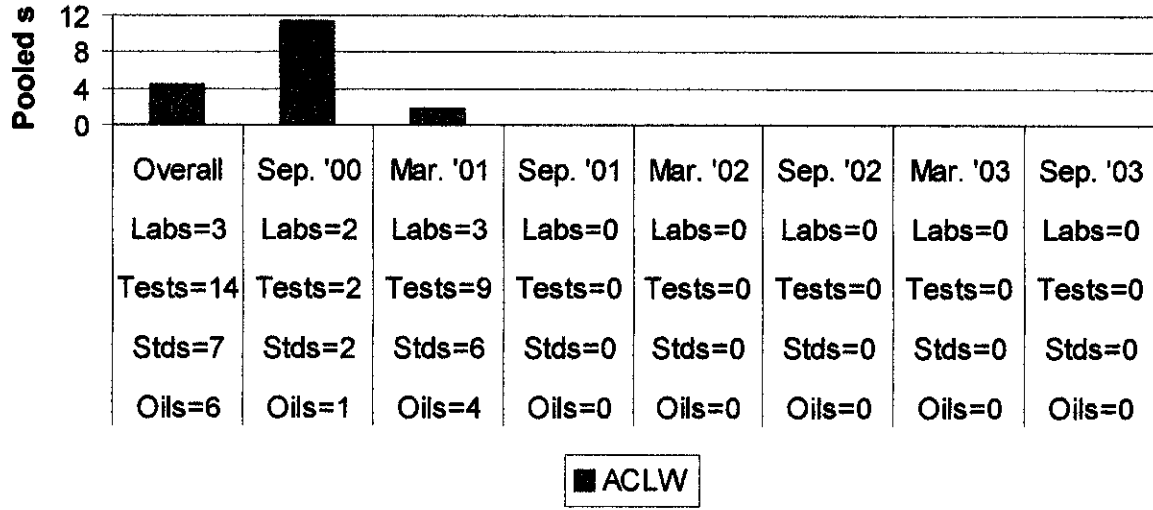 Pooled s
12
8
4
0
Overall Sep. '00 Mar. '01 Sep. '01 Mar. '02 Sep. '02 Mar. '03 Sep. '03
Labs=3 Labs=2 Labs=3 Labs=0 Labs=0 Labs=0 Labs=0 Labs=0
Tests=14 Tests=2 Tests=9 Tests=0 Tests=0 Tests=0 Tests=0 Tests=0
Stds=7 Stds=2 Stds=6 Stds=0 Stds=0 Stds=0 Stds=0 Stds=0
Oils=6 Oils=1 Oils=4 Oils=0 Oils=0 Oils=0 Oils=0 Oils=0
ACLW